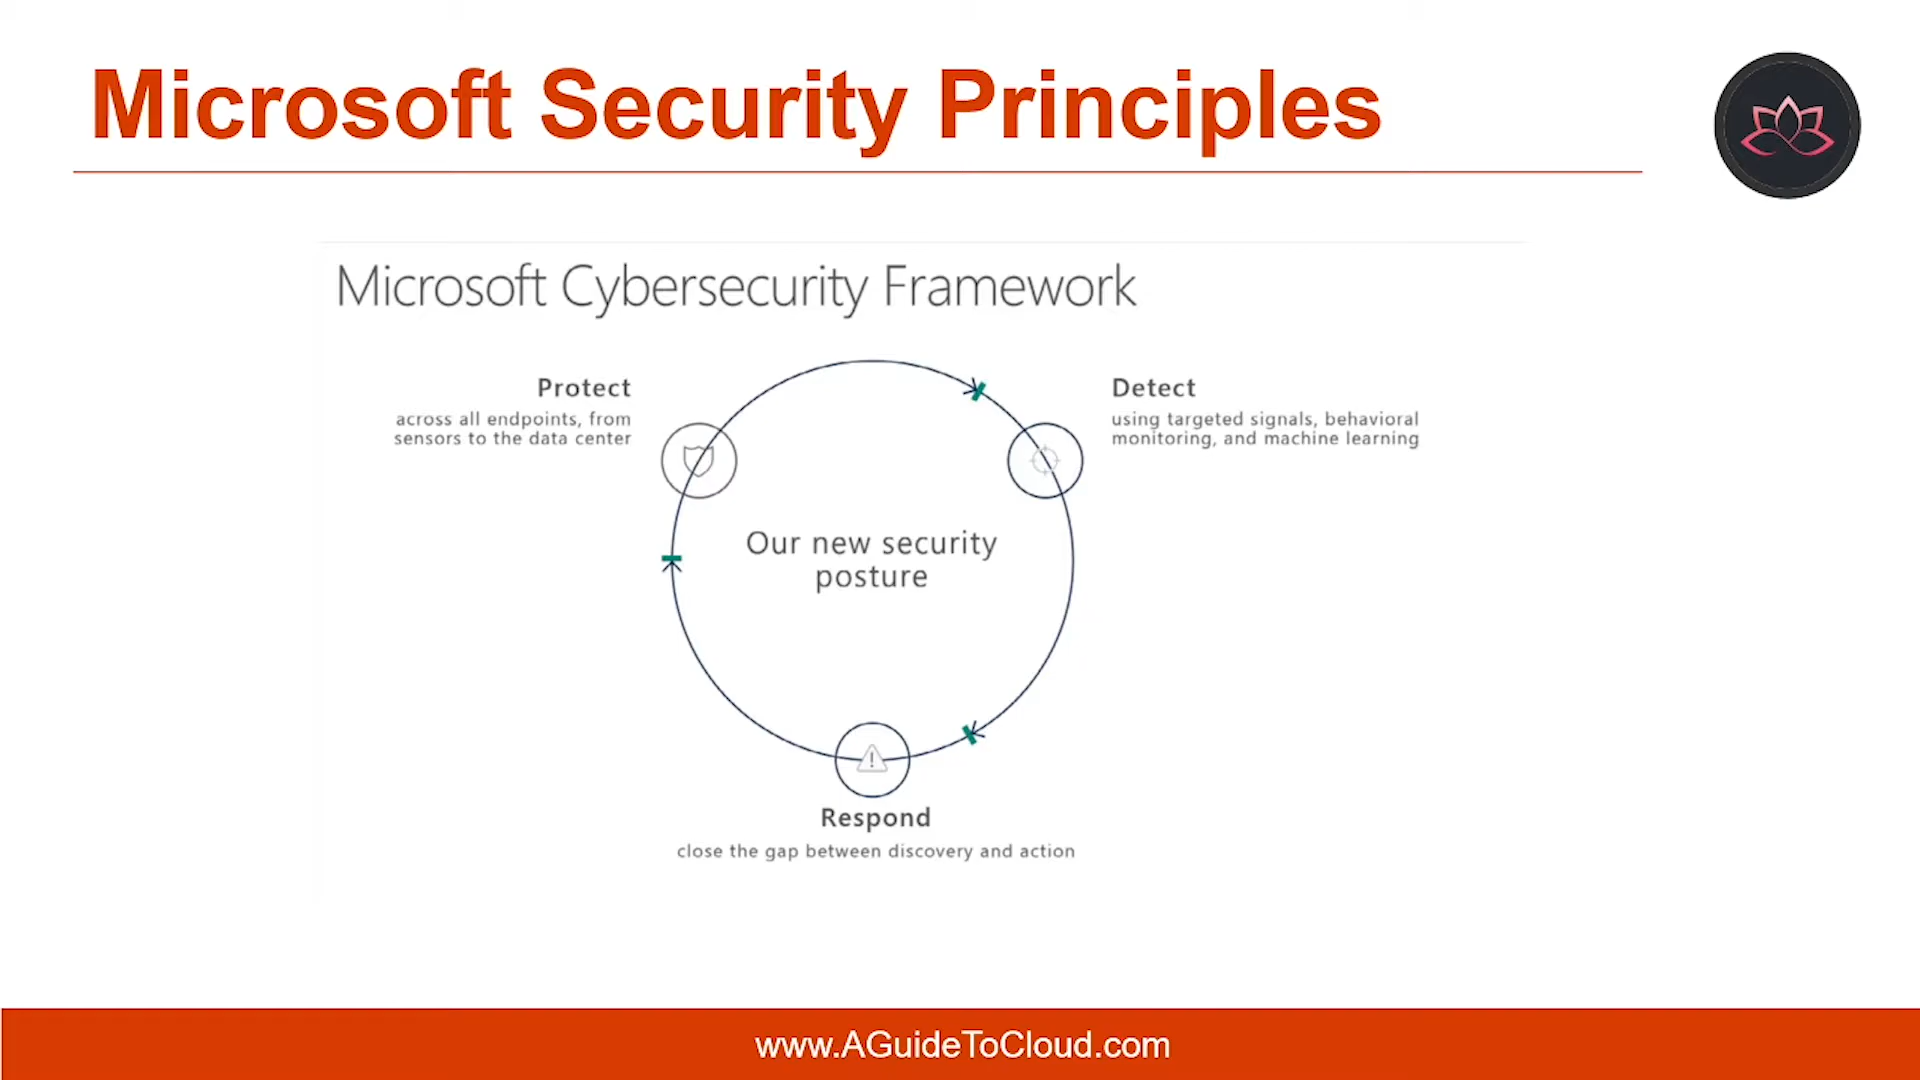 Microsoft Security Principles
Microsoft Cybersecurity Framework
Protect
across all endpoints, from
sensors to the data center
Detect
using targeted signals, behavioral
monitoring, and machine learning
Our new security
posture
Respond
close the gap between discovery and action
www.AGuideToCloud.com